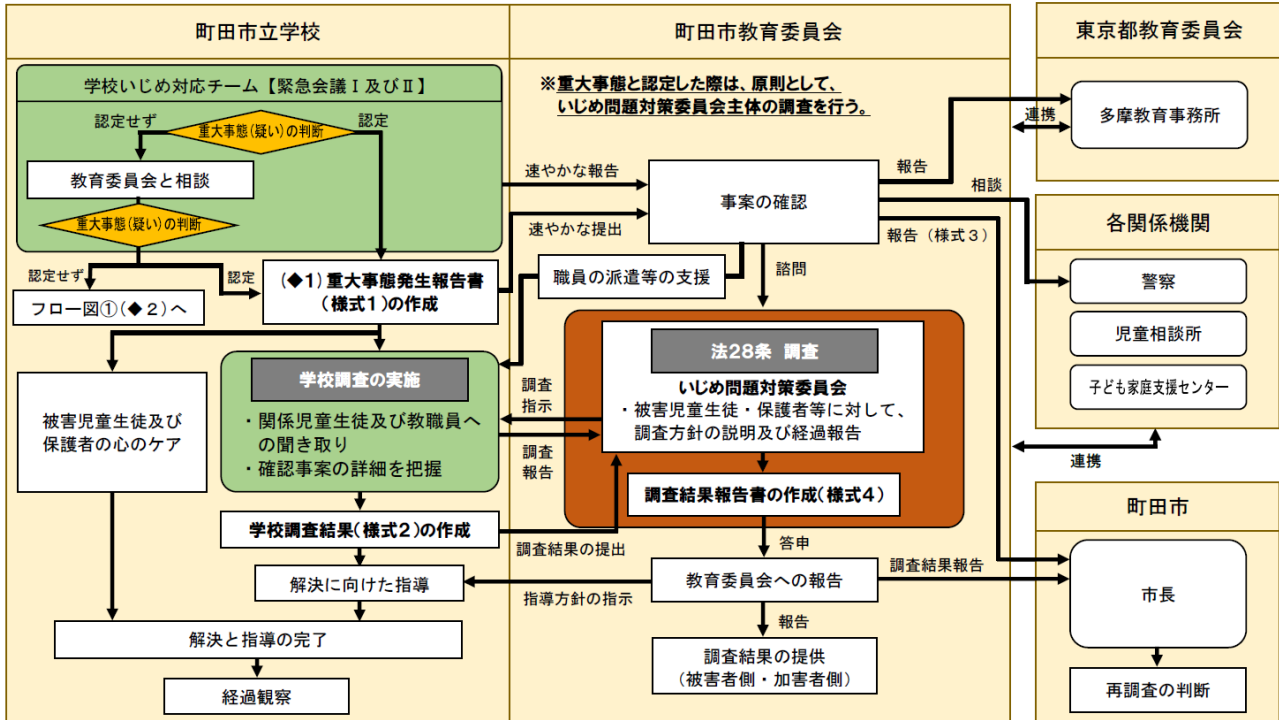 町田市立学校
学校いじめ対応チーム【緊急会議Ⅰ及びⅡ】
認定せず
重大事態(疑い)の判断
認定
教育委員会と相談
重大事態(疑い)の判断
認定せず
認定
フロー図①(◆2)へ
(◆1)重大事態発生報告書
(様式1)の作成
被害児童生徒及び
保護者の心のケア
学校調査の実施
・関係児童生徒及び教職員へ
の聞き取り
・確認事案の詳細を把握
学校調査結果(様式2)の作成
解決に向けた指導
解決と指導の完了
経過観察
町田市教育委員会
※重大事態と認定した際は、原則として、
いじめ問題対策委員会主体の調査を行う。
速やかな報告
速やかな提出
事案の確認
職員の派遣等の支援
諮問
調査
指示
調査
報告
法28条 調査
いじめ問題対策委員会
・被害児童生徒・保護者等に対して、
調査方針の説明及び経過報告
調査結果報告書の作成(様式4)
調査結果の提出
答申
教育委員会への報告
指導方針の指示
報告
調査結果の提供
(被害者側・加害者側)
報告
相談
報告(様式3)
調査結果報告
東京都教育委員会
連携
多摩教育事務所
各関係機関
警察
児童相談所
子ども家庭支援センター
連携
町田市
市長
再調査の判断